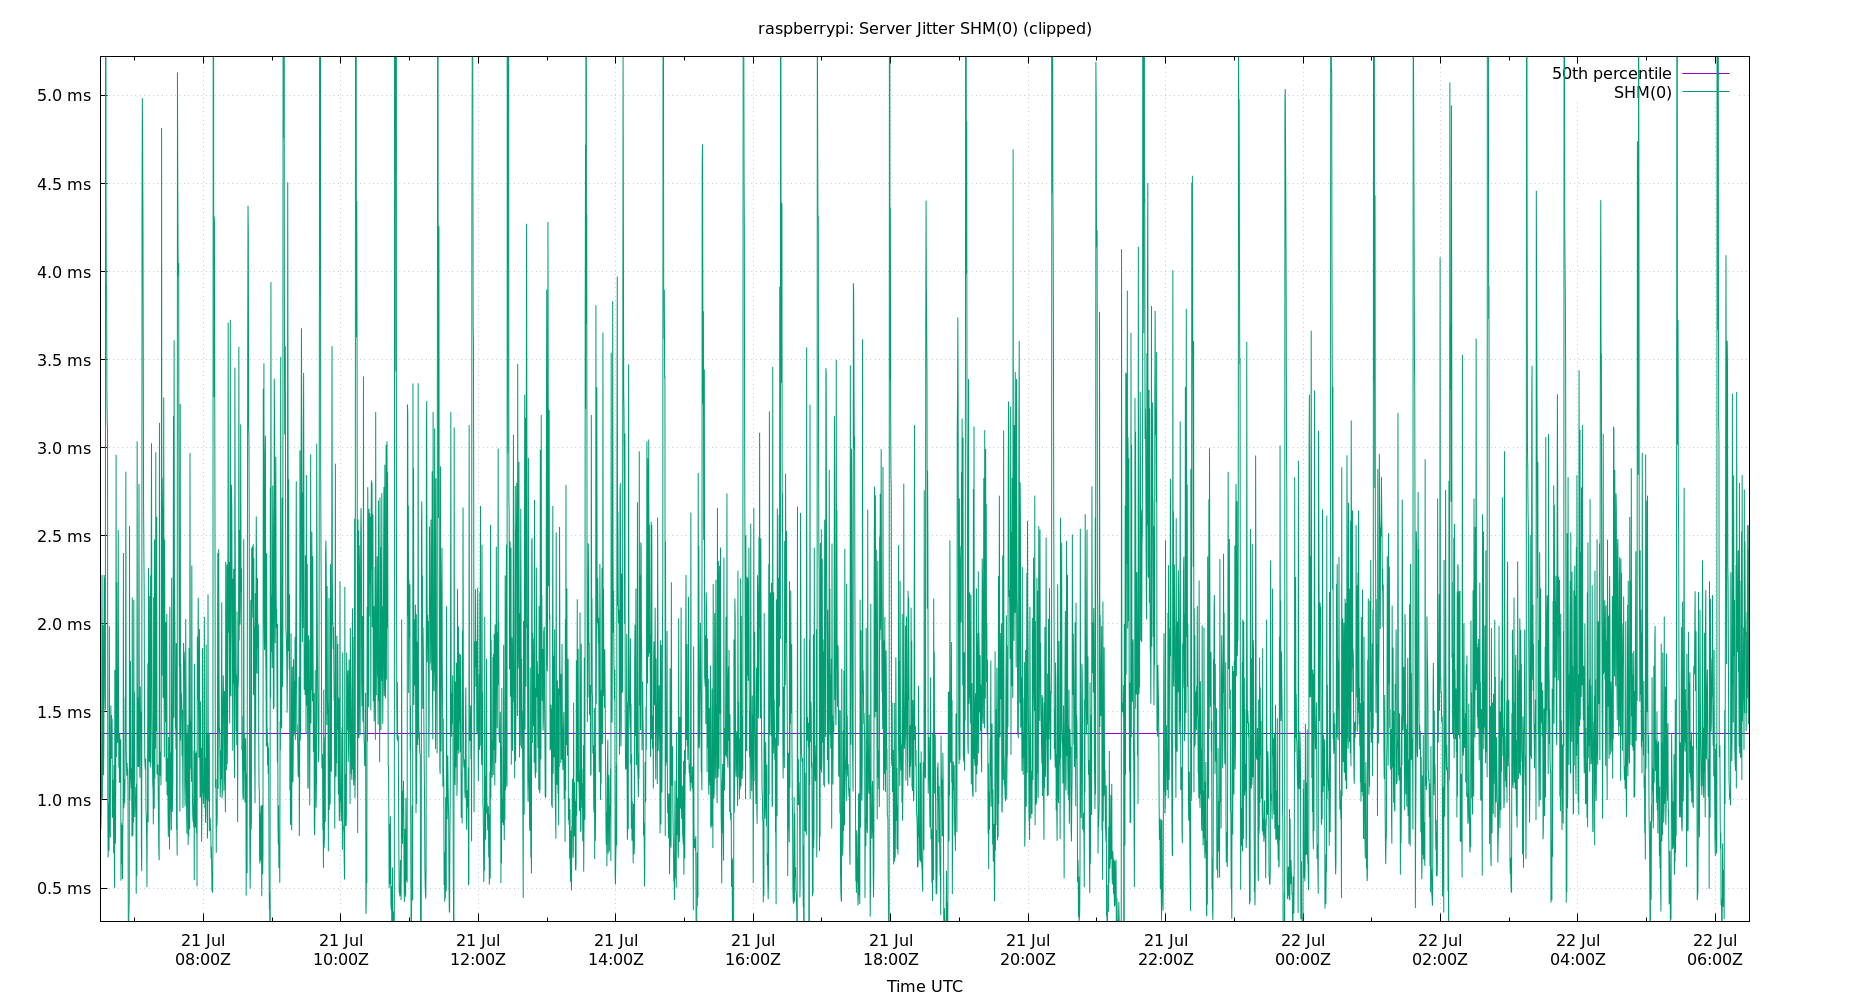 raspberrypi: Server Jitter SHM(0) (clipped)
50th percentile
SHM(0)
5.0 ms
4.5 ms
4.0 ms
3.5 ms
3.0 ms
2.5 ms
2.0 ms
1.5 ms
1.0 ms
0.5 ms
21 Jul 21 Jul 21 Jul 21 Jul 21 Jul 21 Jul 21 Jul 21 Jul 22 Jul 22 Jul 22 Jul 22 Jul
08:00Z 10:00Z 12:00Z 14:00Z 16:00Z 18:00Z 20:00Z 22:00Z 00:00Z 02:00Z 04:00Z 06:00Z
Time UTC